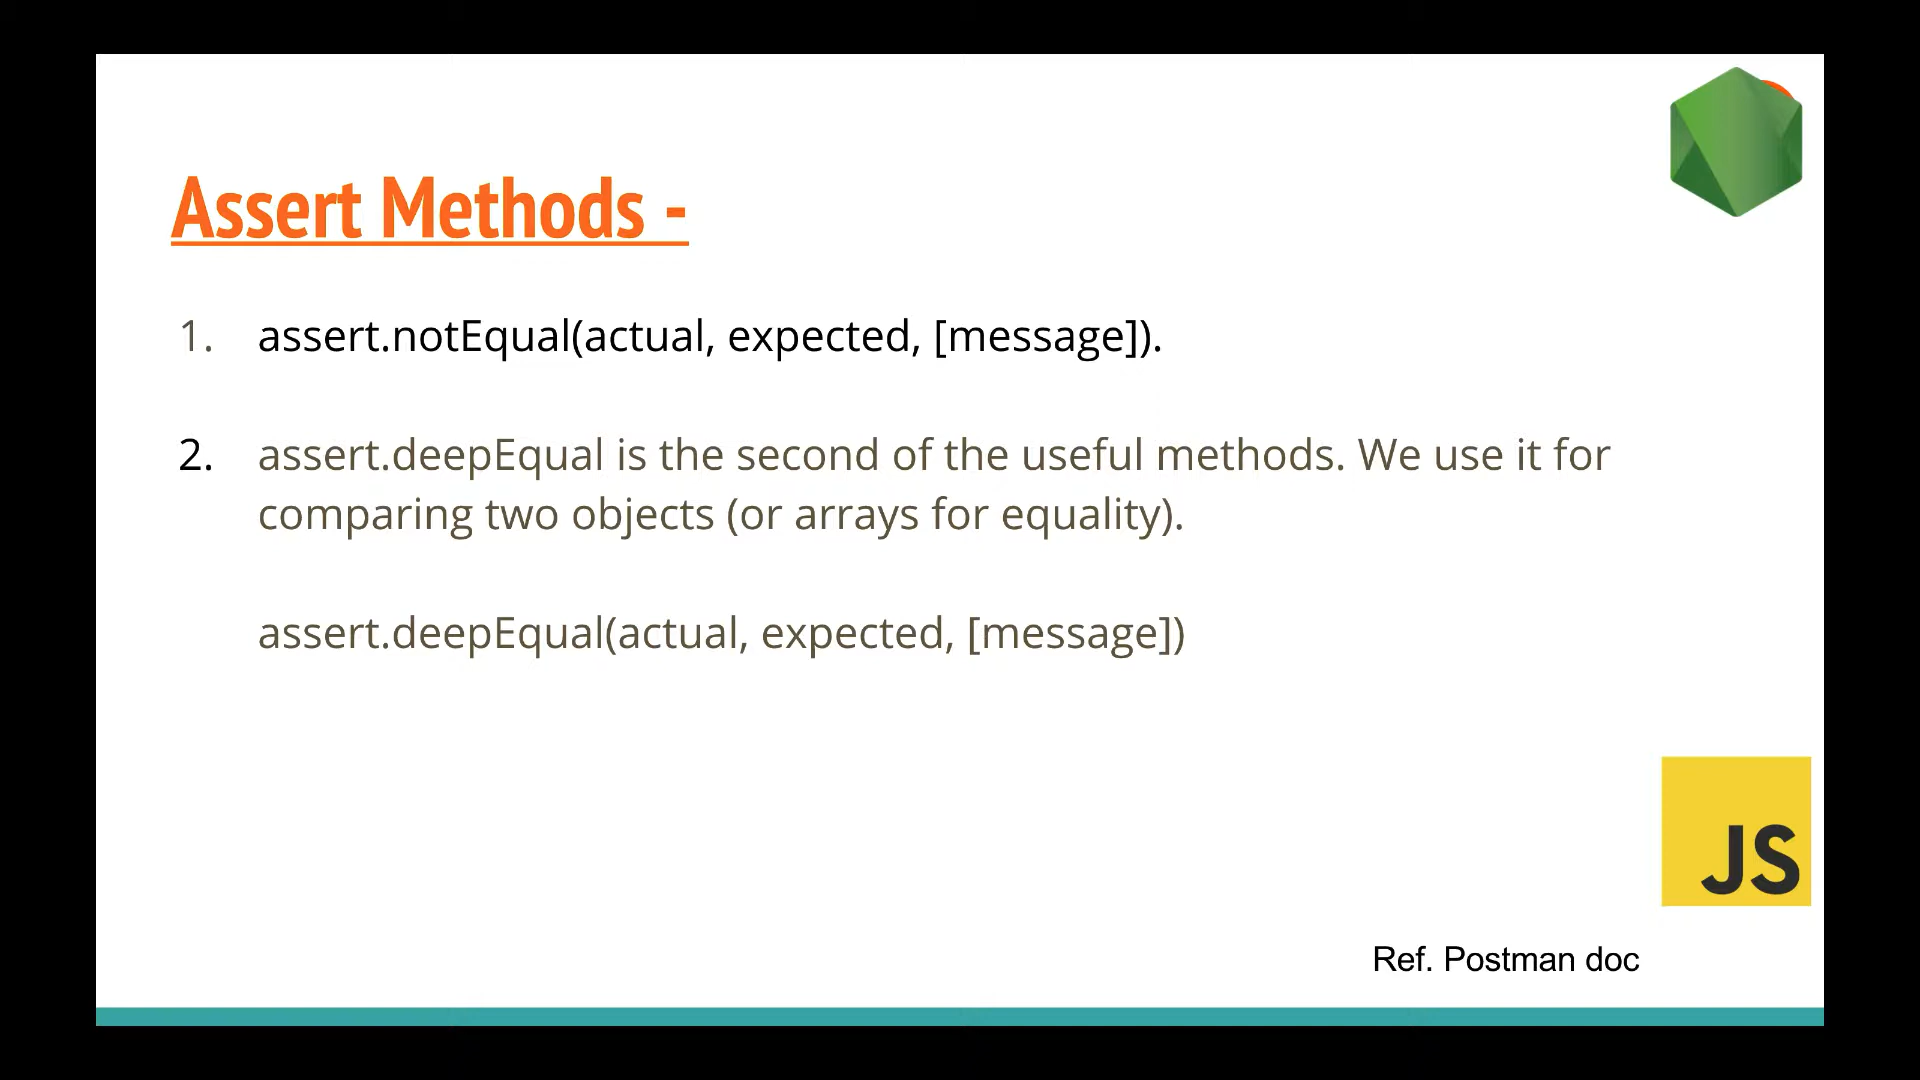 Assert Methods -
1. assert.notEqual(actual, expected, [message]).
2. assert.deepEqual is the second of the useful methods. We use it for
comparing two objects (or arrays for equality).
assert.deepEqual(actual, expected, [message])
JS
Ref. Postman doc